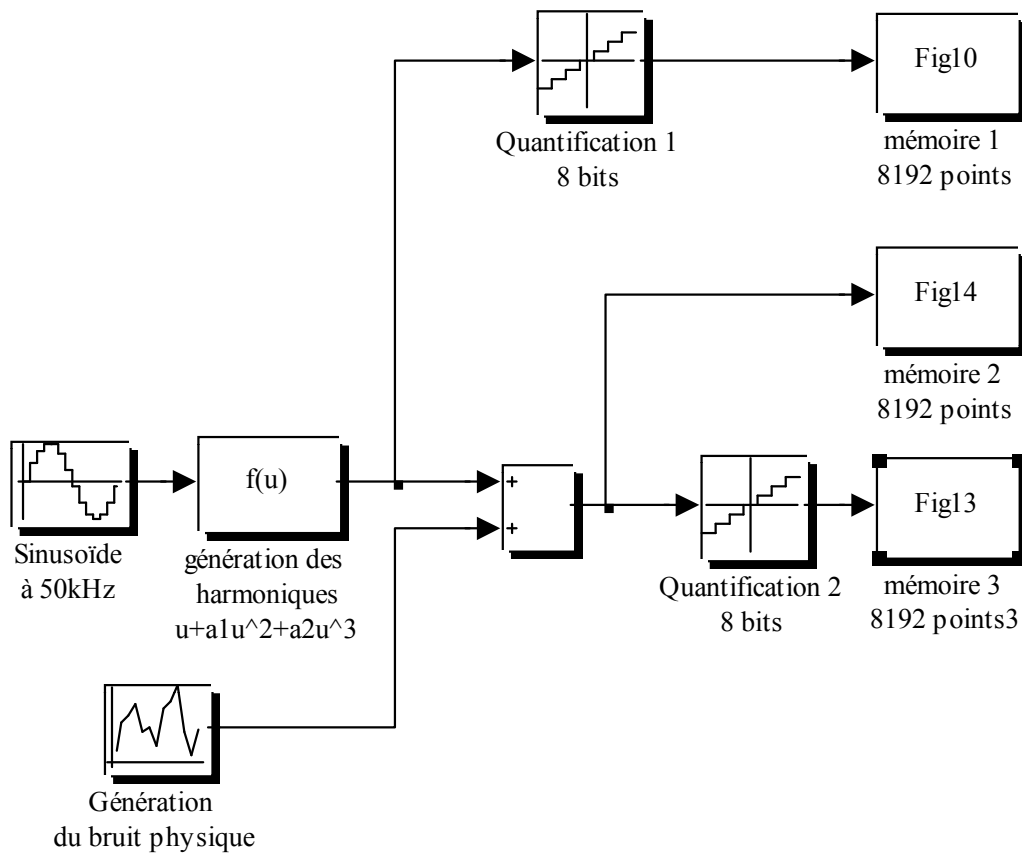 Fig10
Quantification 1
8 bits
mémoire 1
8192 points
Fig14
mémoire 2
8192 points
f(u)
+
+
Fig13
Sinusoïde
à 50kHz
génération des
harmoniques
u+a1u^2+a2u^3
Quantification 2
8 bits
mémoire 3
8192 points3
Génération
du bruit physique